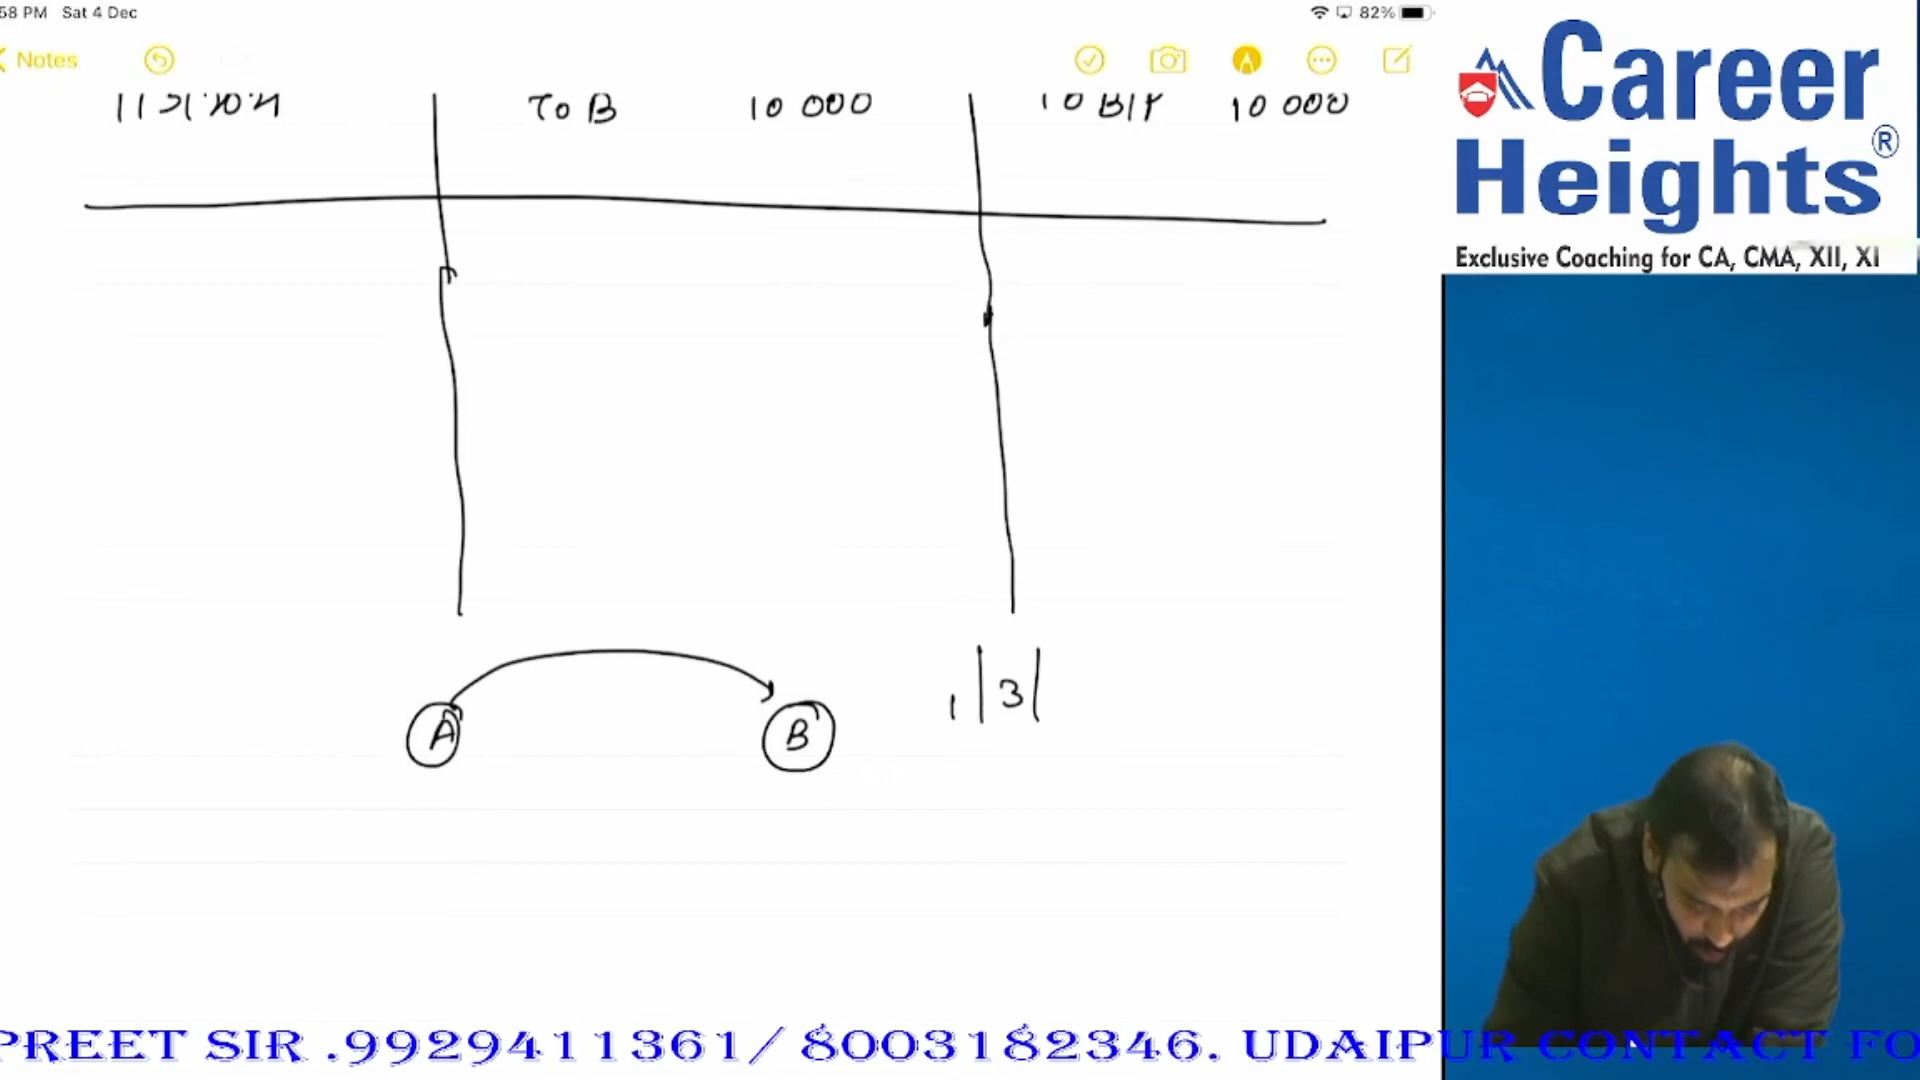 58 PM Sat 4 Dec
82%
Notes
To B 10 000
To B/P 10 000
A B 1|3|
Career
Heights®
Exclusive Coaching for CA, CMA, XII, XI
PREET SIR .9929411361/ 8003182346. UDAIPUR CONTACT FO